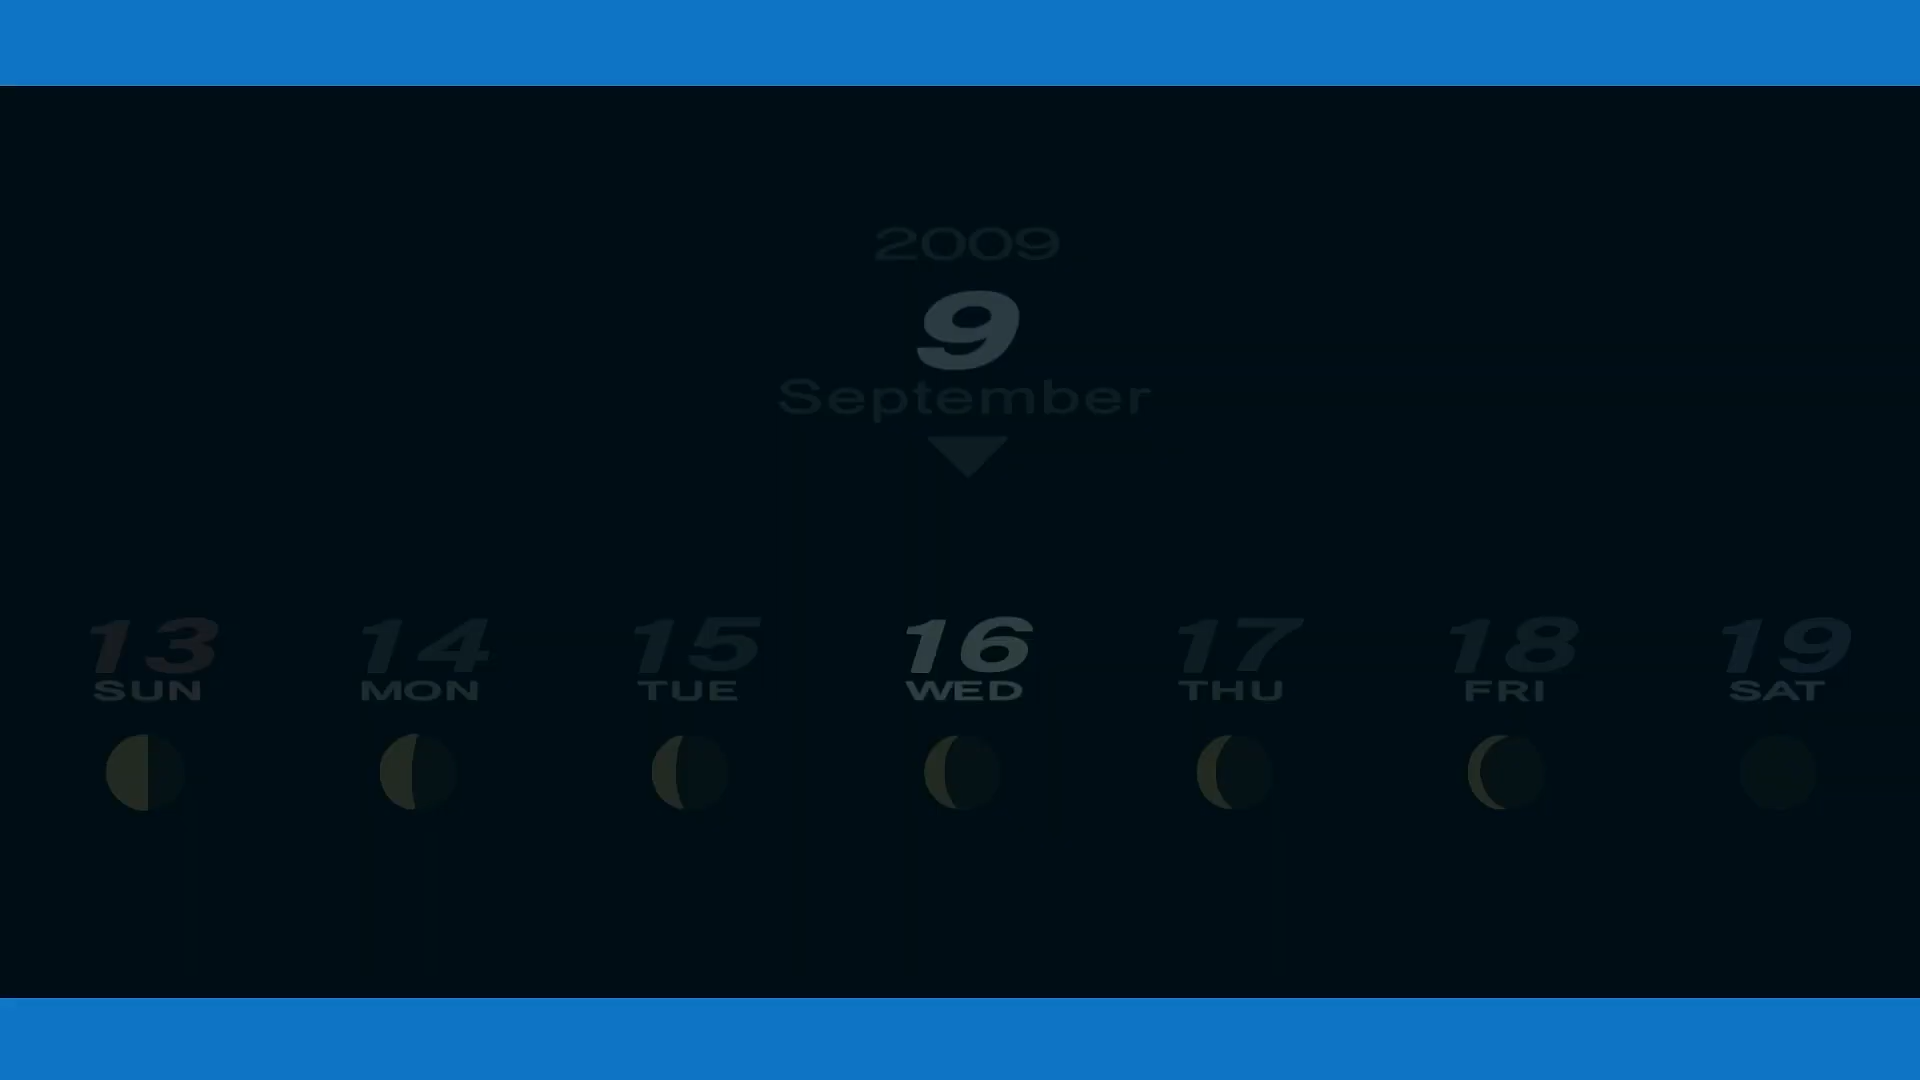 2009
9
September
13 14 15 16 17 18 19
SUN MON TUE WED THU FRI SAT